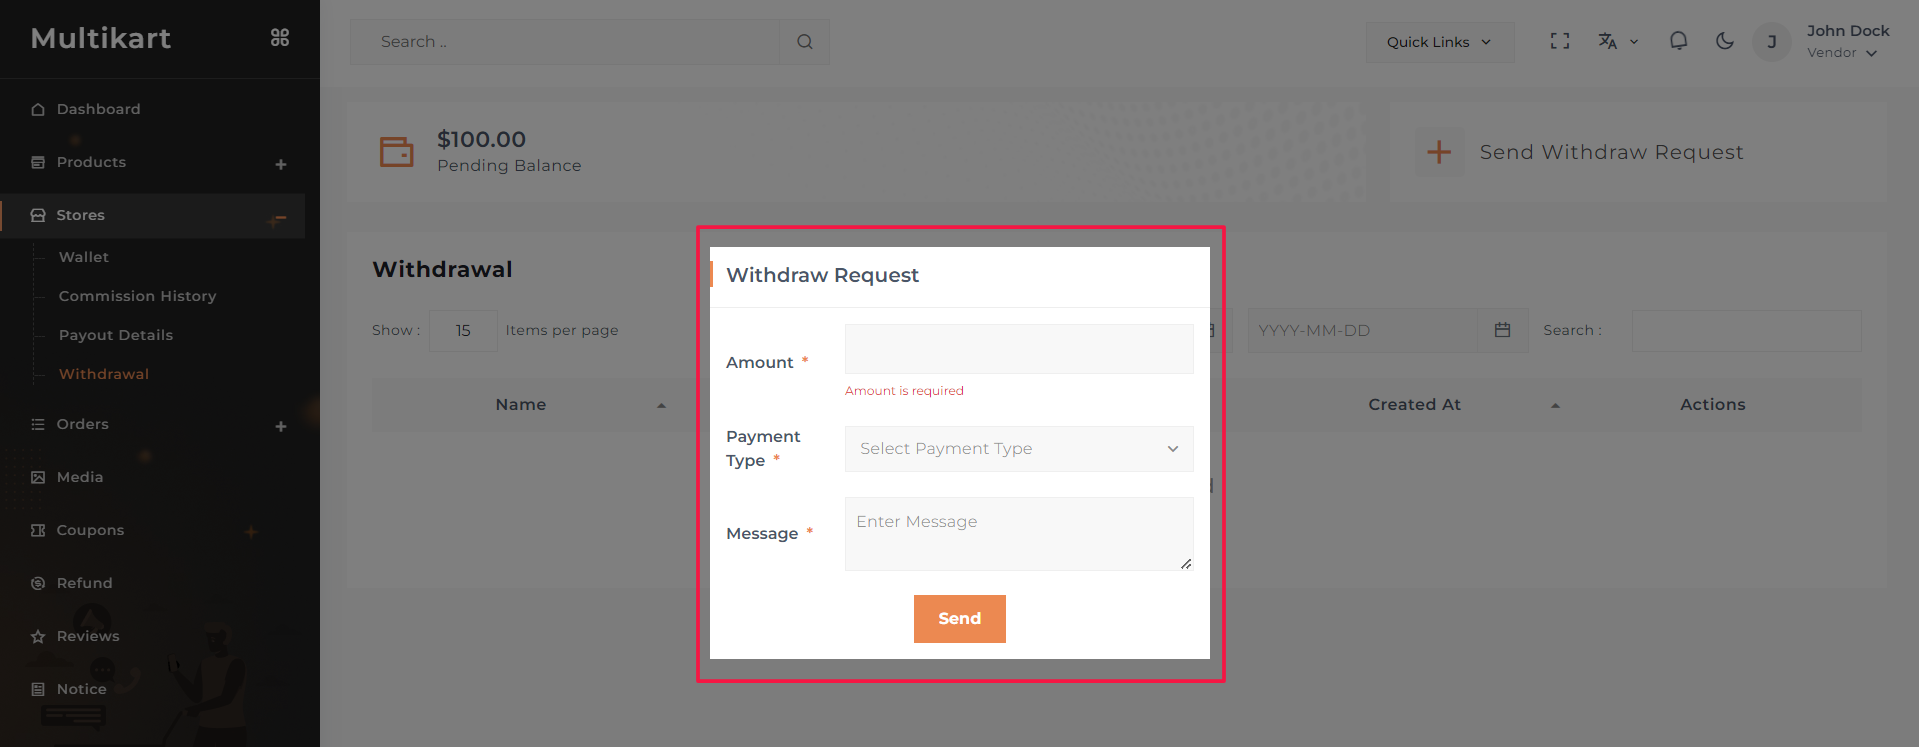 Multikart
Search ..
Quick Links
J
John Dock
Vendor
Dashboard
Products
Stores
Wallet
Commission History
Payout Details
Withdrawal
Orders
Media
Coupons
Refund
Reviews
Notice
$100.00
Pending Balance
Send Withdraw Request
Withdrawal
Show : 15 Items per page
YYYY-MM-DD
Search :
Name
Created At
Actions
Withdraw Request
Amount *
Amount is required
Payment
Type *
Select Payment Type
Message *
Enter Message
Send